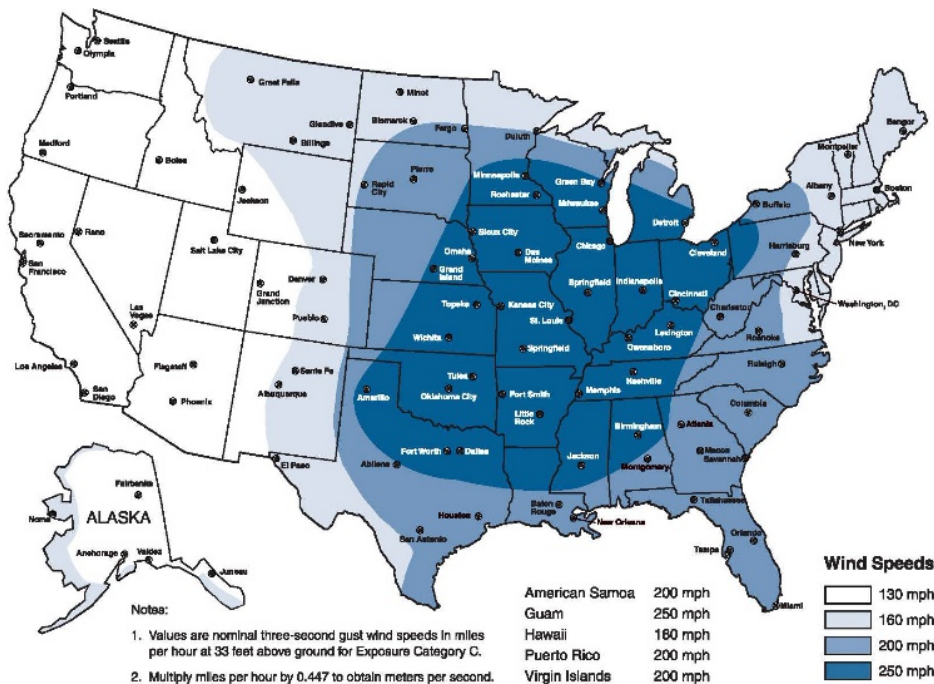 Seattle
Olympia
Portland
Medford
Boise
Great Falls
Glendive
Billings
Minot
Bismarck
Fargo
Duluth
Bangor
Montpelier
Albany
Boston
Buffalo
New York
Harrisburg
Washington, DC
Jackson
Rapid City
Pierre
Minneapolis
Rochester
Green Bay
Milwaukee
Detroit
Cleveland
Sacramento
San Francisco
Reno
Salt Lake City
Las Vegas
Los Angeles
San Diego
Flagstaff
Phoenix
Grand Junction
Denver
Pueblo
Santa Fe
Albuquerque
El Paso
Sioux City
Omaha
Grand Island
Des Moines
Chicago
Springfield
Indianapolis
Cincinnati
Topeka
Kansas City
St. Louis
Wichita
Springfield
Owensboro
Lexington
Charleston
Roanoke
Raleigh
Amarillo
Tulsa
Oklahoma City
Fort Smith
Little Rock
Memphis
Nashville
Birmingham
Atlanta
Columbia
Macon
Savannah
Fort Worth
Dallas
Abilene
Jackson
Montgomery
Tallahassee
Houston
San Antonio
Baton Rouge
New Orleans
Orlando
Tampa
Miami
Fairbanks
Nome
ALASKA
Anchorage
Valdez
Juneau
Notes:
1. Values are nominal three-second gust wind speeds in miles
per hour at 33 feet above ground for Exposure Category C.
2. Multiply miles per hour by 0.447 to obtain meters per second.
American Samoa 200 mph
Guam 250 mph
Hawaii 160 mph
Puerto Rico 200 mph
Virgin Islands 200 mph
Wind Speeds
130 mph
160 mph
200 mph
250 mph